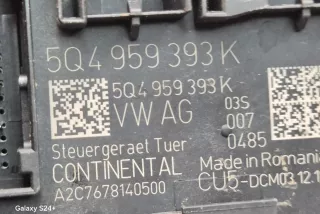 5Q4 959 393 K
5Q4 959 393 K
VW AG
03S
007
0485
Steuergeraet Tuer
CONTINENTAL
Made in Romania
A2C7678140500
CU5-DCM03 12.1
Galaxy S24+